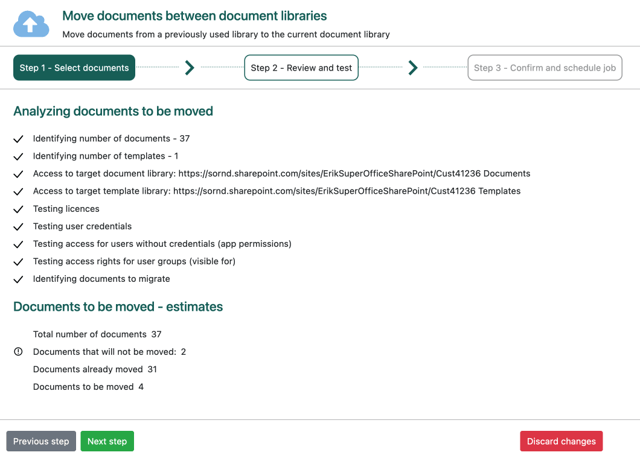 Move documents between document libraries
Move documents from a previously used library to the current document library
Step 1 - Select documents
Step 2 - Review and test
Step 3 - Confirm and schedule job
Analyzing documents to be moved
Identifying number of documents - 37
Identifying number of templates - 1
Access to target document library: https://sornd.sharepoint.com/sites/ErikSuperOfficeSharePoint/Cust41236 Documents
Access to target template library: https://sornd.sharepoint.com/sites/ErikSuperOfficeSharePoint/Cust41236 Templates
Testing licences
Testing user credentials
Testing access for users without credentials (app permissions)
Testing access rights for user groups (visible for)
Identifying documents to migrate
Documents to be moved - estimates
Total number of documents 37
Documents that will not be moved: 2
Documents already moved 31
Documents to be moved 4
Previous step
Next step
Discard changes